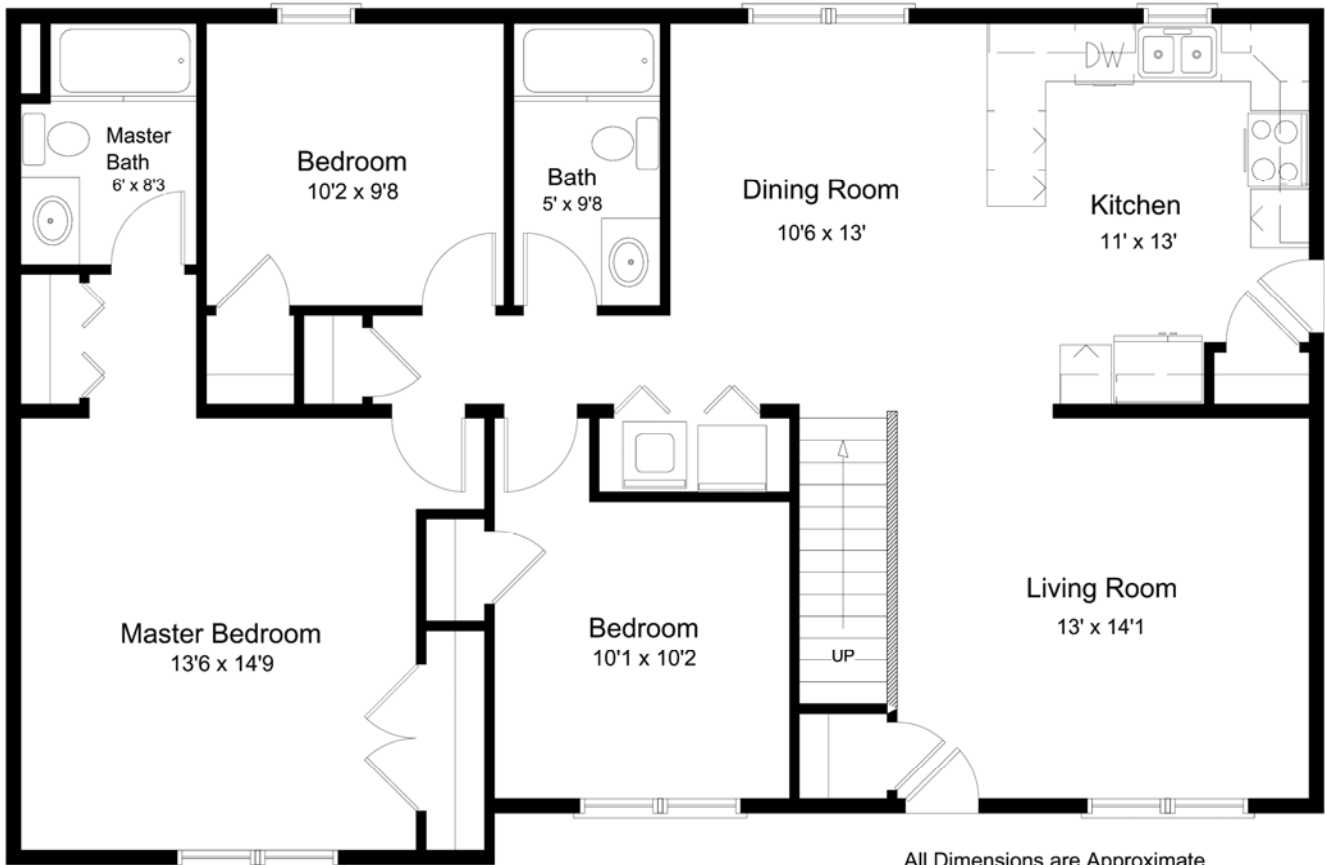 Master
Bath
6' x 8'3
Bedroom
10'2 x 9'8
Bath
5' x 9'8
Dining Room
10'6 x 13'
DW
Kitchen
11' x 13'
Master Bedroom
13'6 x 14'9
Bedroom
10'1 x 10'2
UP
Living Room
13' x 14'1
All Dimensions are Approximate